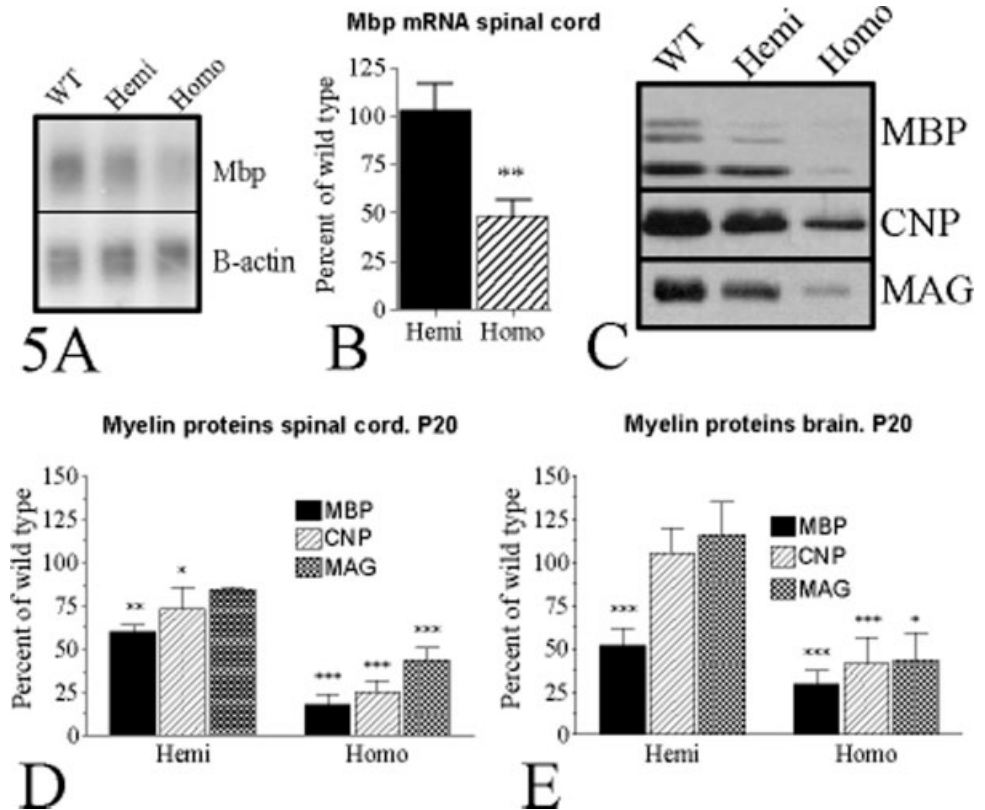 WT Hemi Homo
Mbp
B-actin
5A
Mbp mRNA spinal cord
Percent of wild type
125
100
75
50
25
0
**
Hemi Homo
B
WT Hemi Homo
MBP
CNP
MAG
C
Myelin proteins spinal cord. P20
Percent of wild type
150
125
100
75
50
25
0
MBP
CNP
MAG
**
*
***
***
***
Hemi Homo
D
Myelin proteins brain. P20
Percent of wild type
150
125
100
75
50
25
0
MBP
CNP
MAG
***
***
***
*
Hemi Homo
E